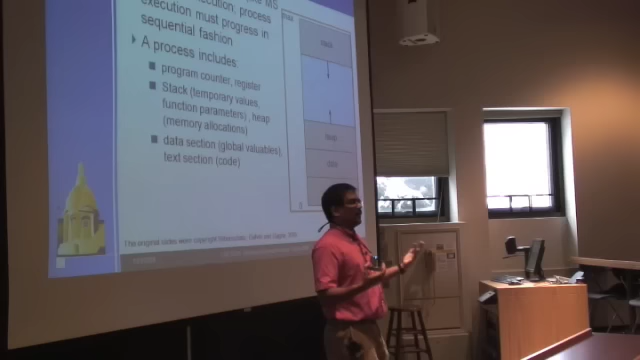 execution; process
execution must progress in
sequential fashion
A process includes:
program counter, register
Stack (temporary values,
function parameters) , heap
(memory allocations)
data section (global valuables),
text section (code)
stack
heap
data